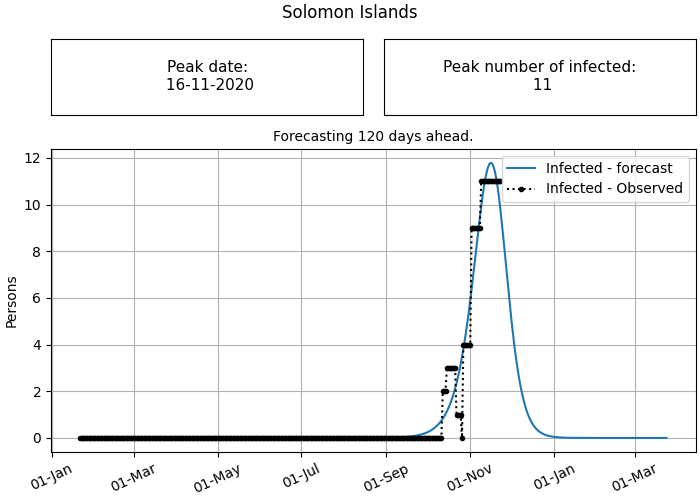 Solomon Islands
Peak date:
16-11-2020
Peak number of infected:
11
Forecasting 120 days ahead.
Infected - forecast
Infected - Observed
Persons
12
10
8
6
4
2
0
01-Jan
01-Mar
01-May
01-Jul
01-Sep
01-Nov
01-Jan
01-Mar